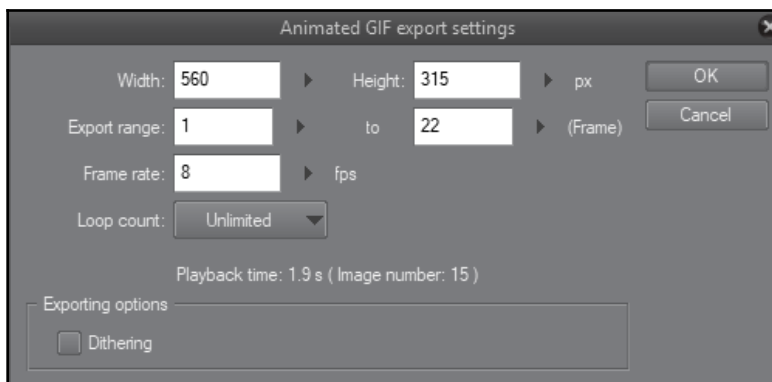 Animated GIF export settings
Width: 560 Height: 315 px OK
Export range: 1 to 22 (Frame) Cancel
Frame rate: 8 fps
Loop count: Unlimited
Playback time: 1.9 s ( Image number: 15 )
Exporting options
Dithering